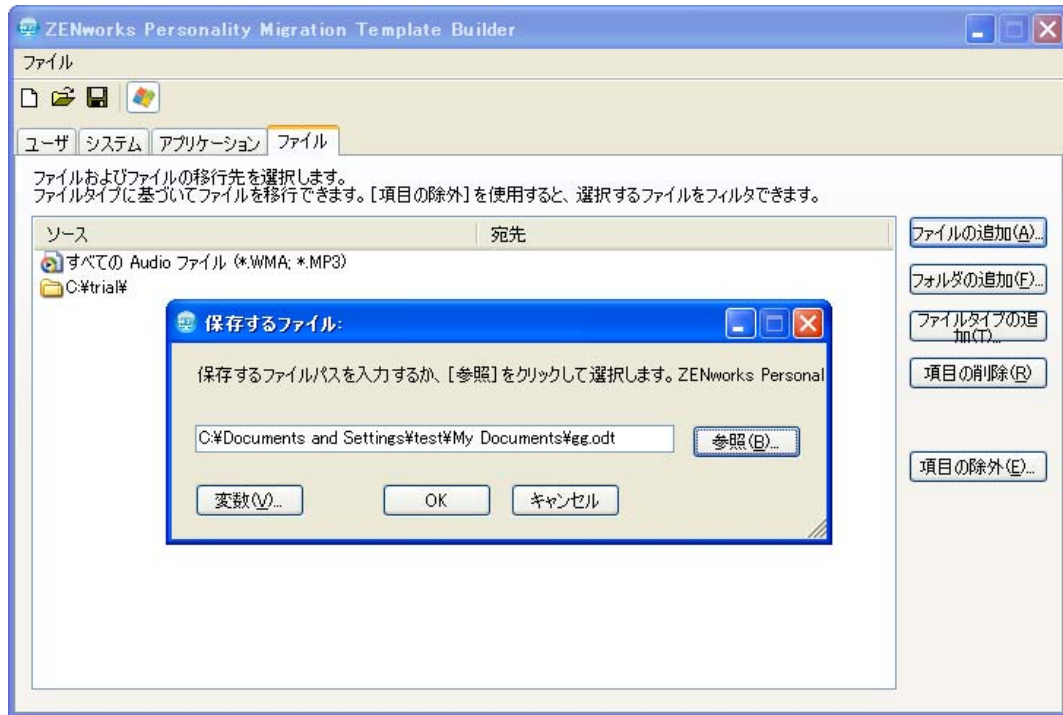 ZENworks Personality Migration Template Builder
ファイル
ユーザ システム アプリケーション ファイル
ファイルおよびファイルの移行先を選択します。
ファイルタイプに基づいてファイルを移行できます。[項目の除外]を使用すると、選択するファイルをフィルタできます。
ソース 宛先
すべての Audio ファイル (*.WMA; *.MP3)
C:¥trial¥
ファイルの追加(A)...
フォルダの追加(F)...
ファイルタイプの追
加(T)...
項目の削除(R)
項目の除外(E)...
保存するファイル:
保存するファイルパスを入力するか、[参照]をクリックして選択します。ZENworks Personal
C:¥Documents and Settings¥test¥My Documents¥gg.odt
参照(B)...
変数(V)... OK キャンセル